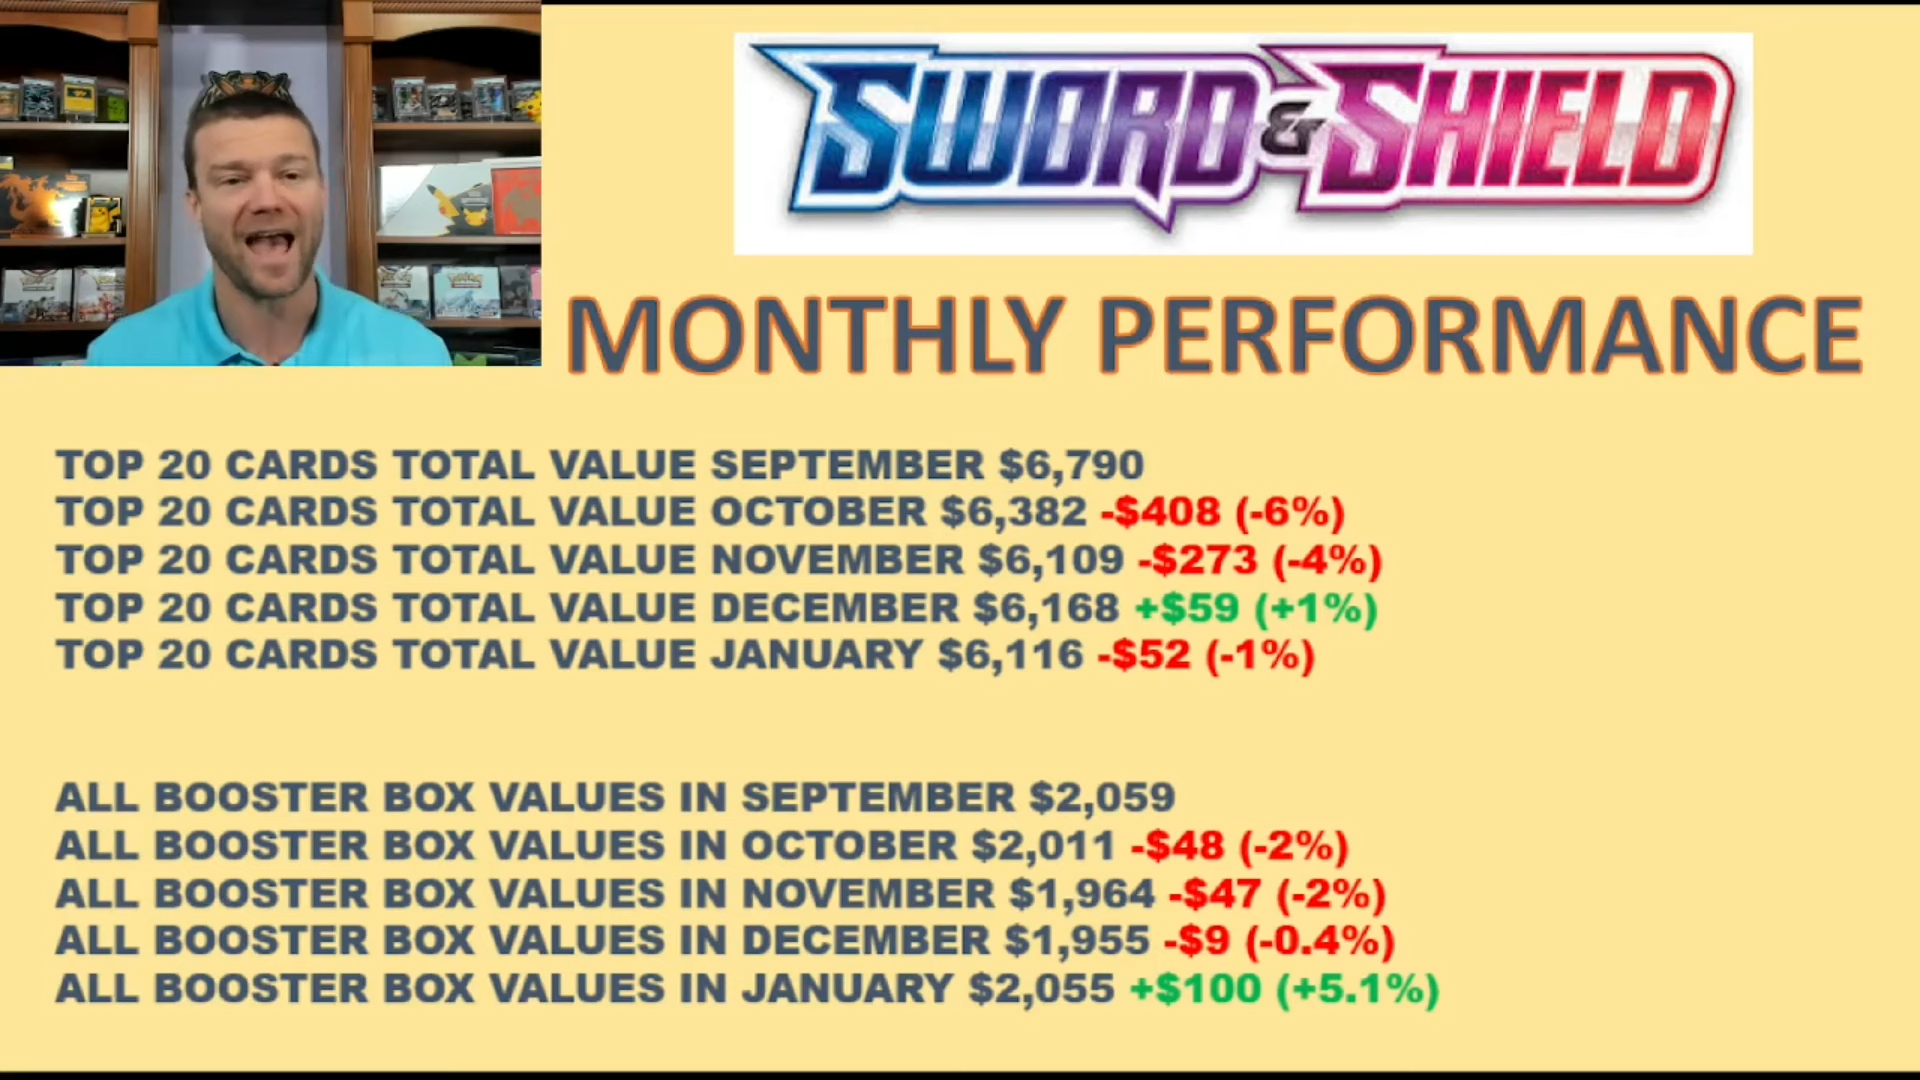 SWORD & SHIELD
MONTHLY PERFORMANCE
TOP 20 CARDS TOTAL VALUE SEPTEMBER $6,790
TOP 20 CARDS TOTAL VALUE OCTOBER $6,382 -$408 (-6%)
TOP 20 CARDS TOTAL VALUE NOVEMBER $6,109 -$273 (-4%)
TOP 20 CARDS TOTAL VALUE DECEMBER $6,168 +$59 (+1%)
TOP 20 CARDS TOTAL VALUE JANUARY $6,116 -$52 (-1%)
ALL BOOSTER BOX VALUES IN SEPTEMBER $2,059
ALL BOOSTER BOX VALUES IN OCTOBER $2,011 -$48 (-2%)
ALL BOOSTER BOX VALUES IN NOVEMBER $1,964 -$47 (-2%)
ALL BOOSTER BOX VALUES IN DECEMBER $1,955 -$9 (-0.4%)
ALL BOOSTER BOX VALUES IN JANUARY $2,055 +$100 (+5.1%)